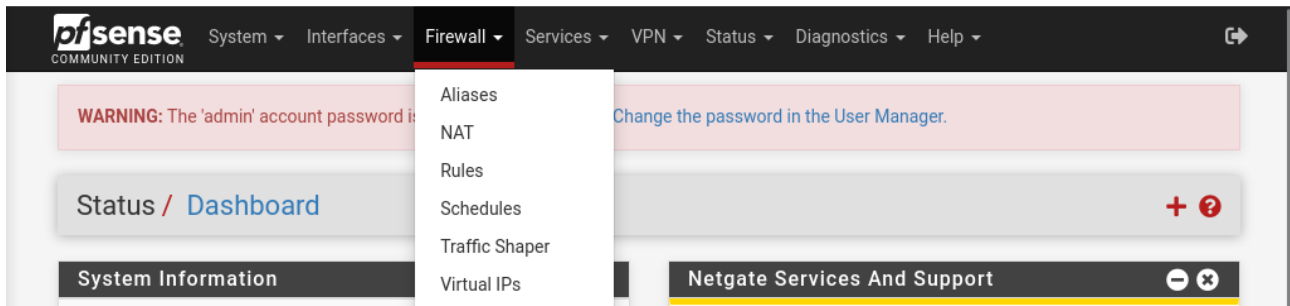 pfsense
COMMUNITY EDITION
System Interfaces Firewall Services VPN Status Diagnostics Help
WARNING: The 'admin' account password is Change the password in the User Manager.
Aliases
NAT
Rules
Schedules
Traffic Shaper
Virtual IPs
Status / Dashboard
System Information
Netgate Services And Support